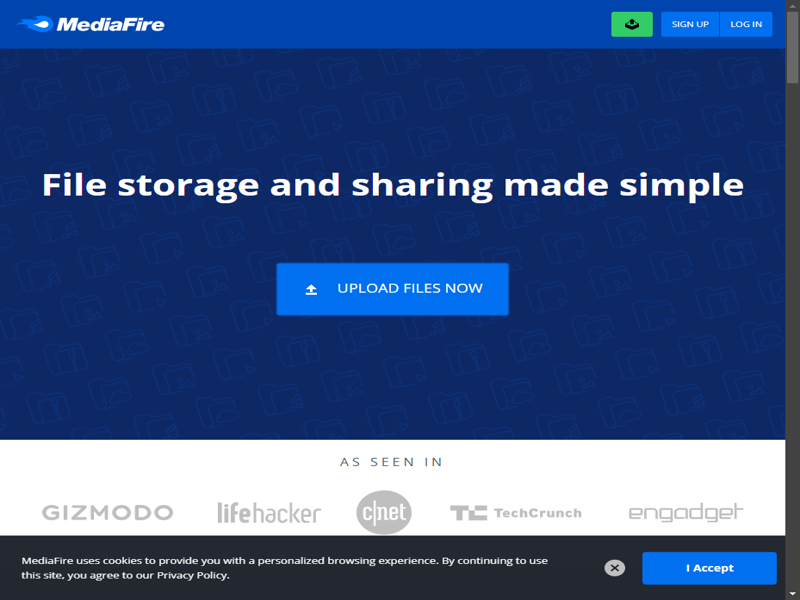 MediaFire
SIGN UP
LOG IN
File storage and sharing made simple
UPLOAD FILES NOW
AS SEEN IN
GIZMODO
lifehacker
c|net
TC TechCrunch
engadget
MediaFire uses cookies to provide you with a personalized browsing experience. By continuing to use
this site, you agree to our Privacy Policy.
I Accept